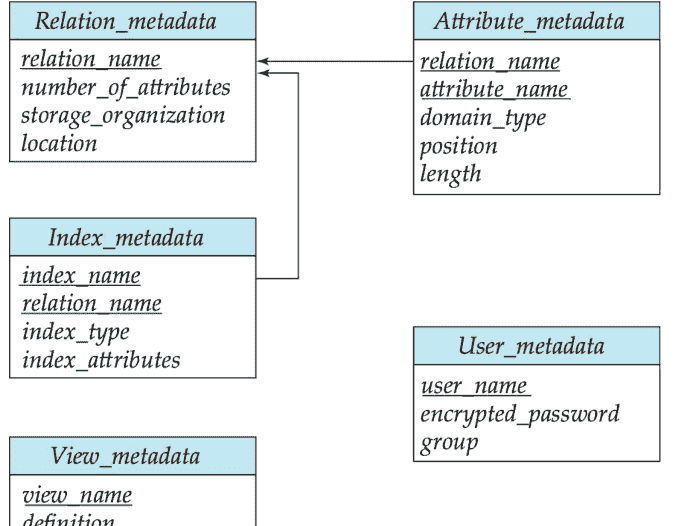 Relation_metadata
relation_name
number_of_attributes
storage_organization
location
Attribute_metadata
relation_name
attribute_name
domain_type
position
length
Index_metadata
index_name
relation_name
index_type
index_attributes
User_metadata
user_name
encrypted_password
group
View_metadata
view_name
definition